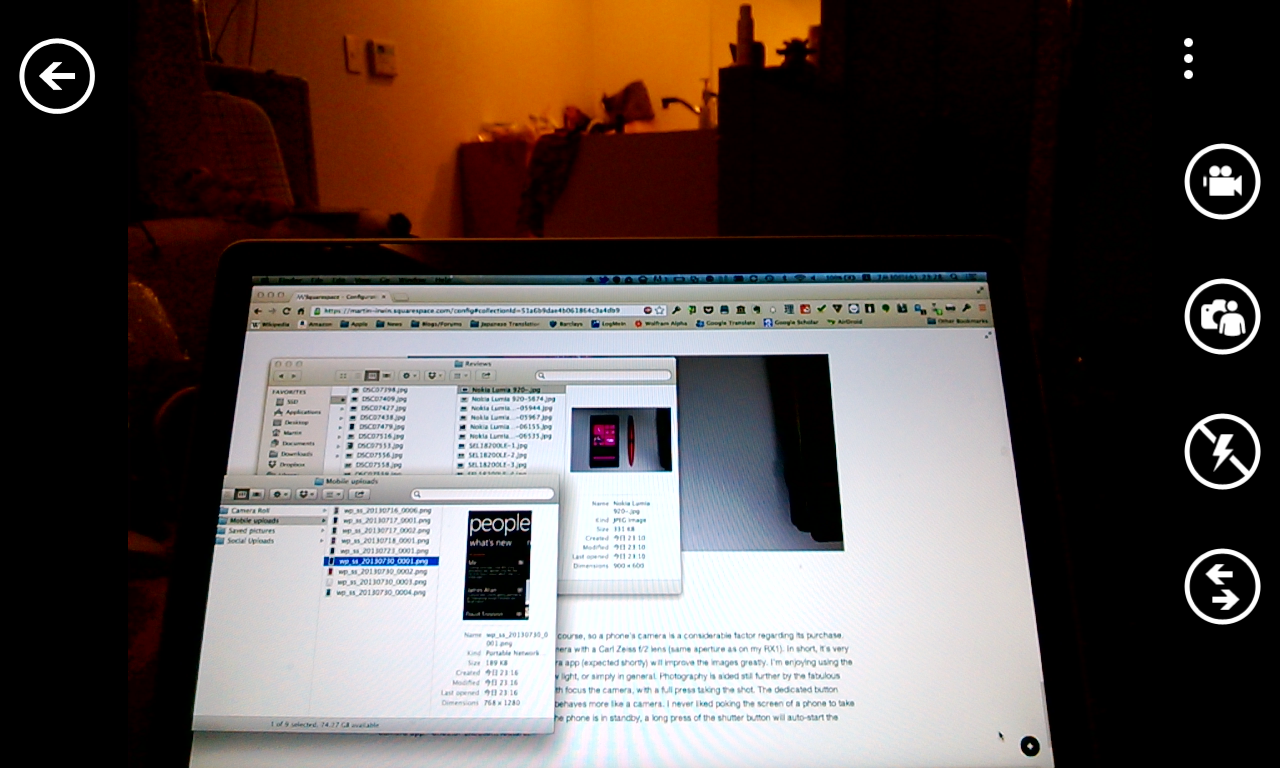 Squarespace - Configurati
https://martin-irwin.squarespace.com/config#collectionId=51a6b9dae4b061864c3a4db9
Wikipedia Amazon Apple News Blogs/Forums Japanese Translation Barclays LogMeIn Wolfram Alpha Google Translate Google Scholar AirDroid Other Bookmarks
Reviews
FAVORITES
SSD
Applications
Desktop
Martin
Documents
Downloads
Dropbox
DSC07398.jpg
DSC07409.jpg
DSC07427.jpg
DSC07438.jpg
DSC07479.jpg
DSC07516.jpg
DSC07553.jpg
DSC07556.jpg
DSC07558.jpg
Nokia Lumia 920-.jpg
Nokia Lumia 920-5874.jpg
Nokia Lumia...-05944.jpg
Nokia Lumia...-05967.jpg
Nokia Lumia...-06155.jpg
Nokia Lumia...-06535.jpg
SEL18200LE-1.jpg
SEL18200LE-2.jpg
SEL18200LE-3.jpg
Name Nokia Lumia
920-.jpg
Kind JPEG image
Size 331 KB
Created 今日 23:10
Modified 今日 23:10
Last opened 今日 23:10
Dimensions 900 × 600
Mobile uploads
Camera Roll
Mobile uploads
Saved pictures
Social Uploads
wp_ss_20130716_0006.png
wp_ss_20130717_0001.png
wp_ss_20130717_0002.png
wp_ss_20130718_0001.png
wp_ss_20130723_0001.png
wp_ss_20130730_0001.png
wp_ss_20130730_0002.png
wp_ss_20130730_0003.png
wp_ss_20130730_0004.png
people
what's new
Me
James Allan
David
Name wp_ss_20130730_0
001.png
Kind Portable Network
Size 189 KB
Created 今日 23:16
Modified 今日 23:16
Last opened 今日 23:16
Dimensions 768 × 1280
1 of 9 selected, 74.27 GB available
course, so a phone's camera is a considerable factor regarding its purchase.
era with a Carl Zeiss f/2 lens (same aperture as on my RX1). In short, it's very
a app (expected shortly) will improve the images greatly. I'm enjoying using the
light, or simply in general. Photography is aided still further by the fabulous
h focus the camera, with a full press taking the shot. The dedicated button
behaves more like a camera. I never liked poking the screen of a phone to take
he phone is in standby, a long press of the shutter button will auto-start the